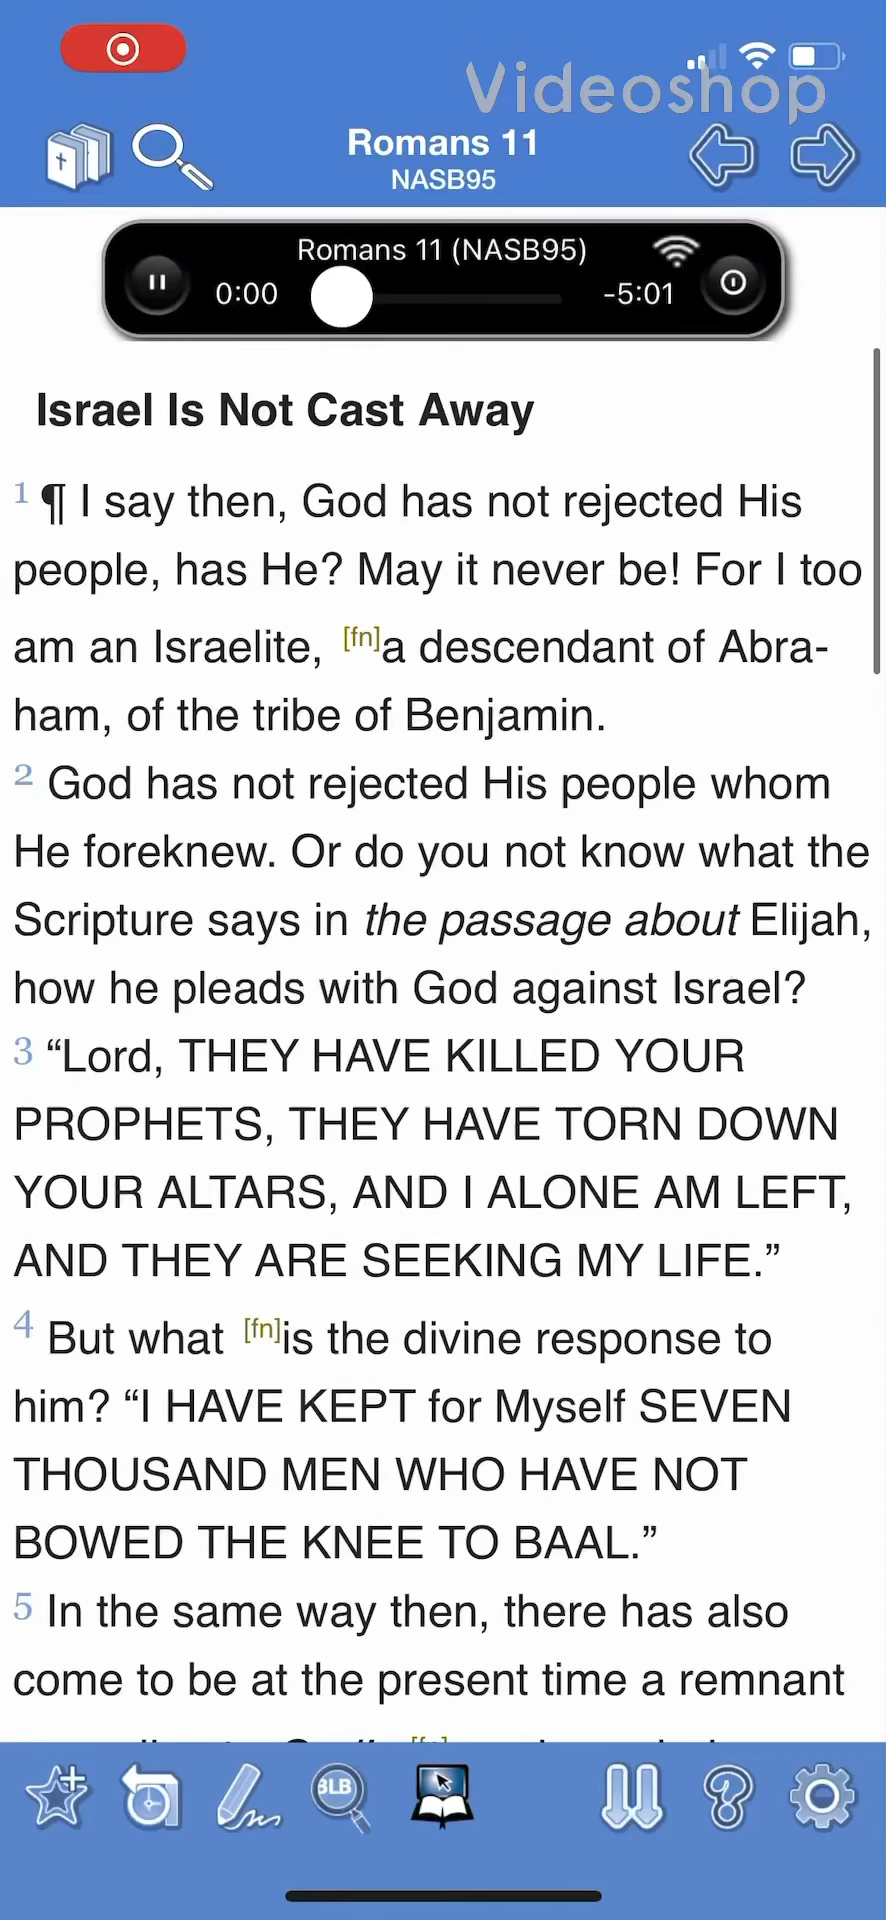 Videoshop
Romans 11
NASB95
Romans 11 (NASB95)
0:00
-5:01
Israel Is Not Cast Away
1 ¶ I say then, God has not rejected His
people, has He? May it never be! For I too
am an Israelite, [fn]a descendant of Abra-
ham, of the tribe of Benjamin.
2 God has not rejected His people whom
He foreknew. Or do you not know what the
Scripture says in the passage about Elijah,
how he pleads with God against Israel?
3 “Lord, THEY HAVE KILLED YOUR
PROPHETS, THEY HAVE TORN DOWN
YOUR ALTARS, AND I ALONE AM LEFT,
AND THEY ARE SEEKING MY LIFE.”
4 But what [fn]is the divine response to
him? “I HAVE KEPT for Myself SEVEN
THOUSAND MEN WHO HAVE NOT
BOWED THE KNEE TO BAAL.”
5 In the same way then, there has also
come to be at the present time a remnant
BLB